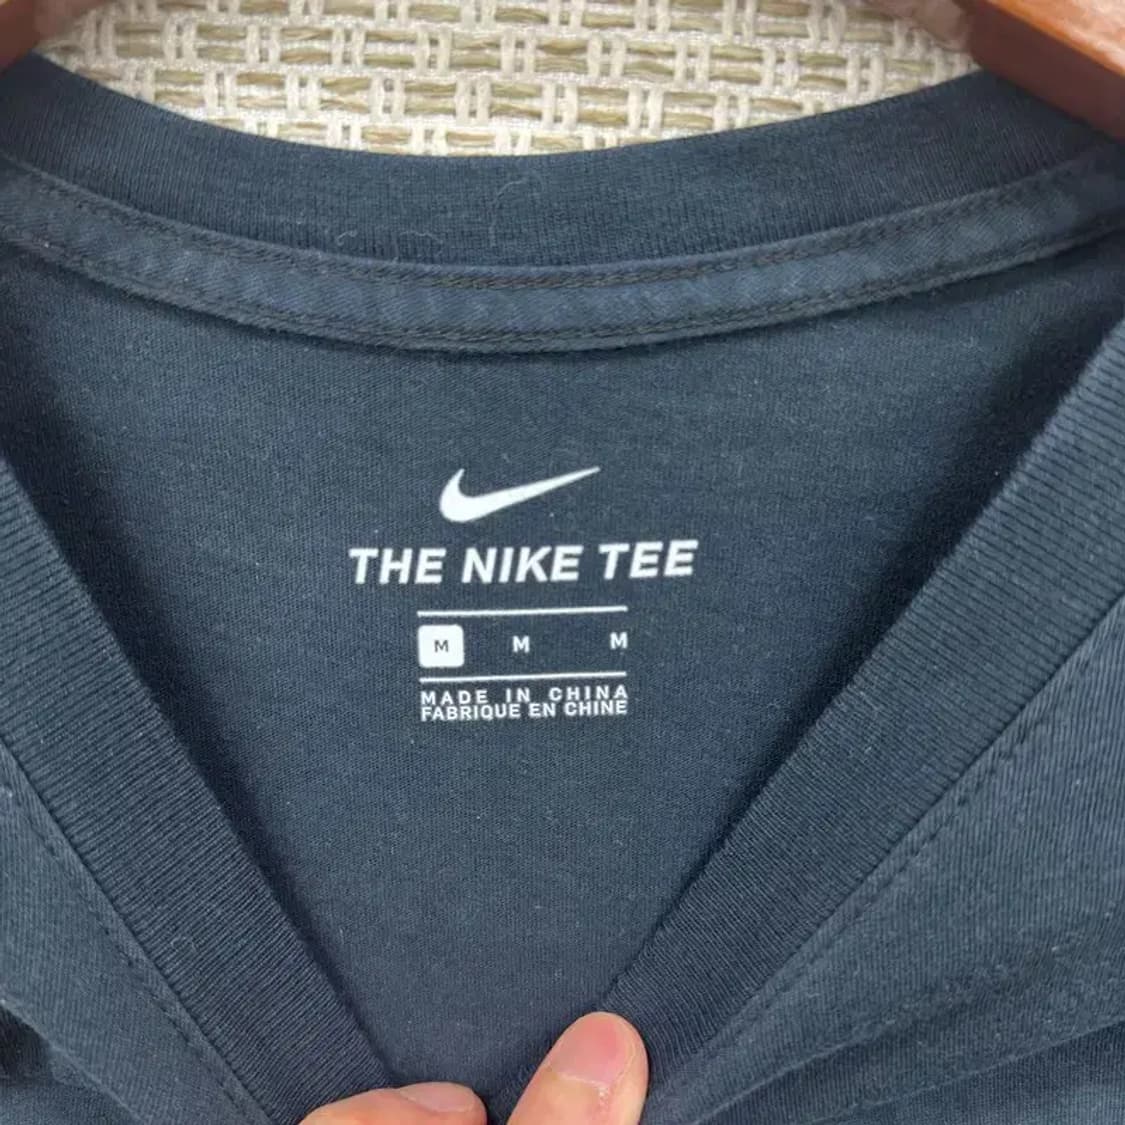 THE NIKE TEE
M M M
MADE IN CHINA
FABRIQUE EN CHINE